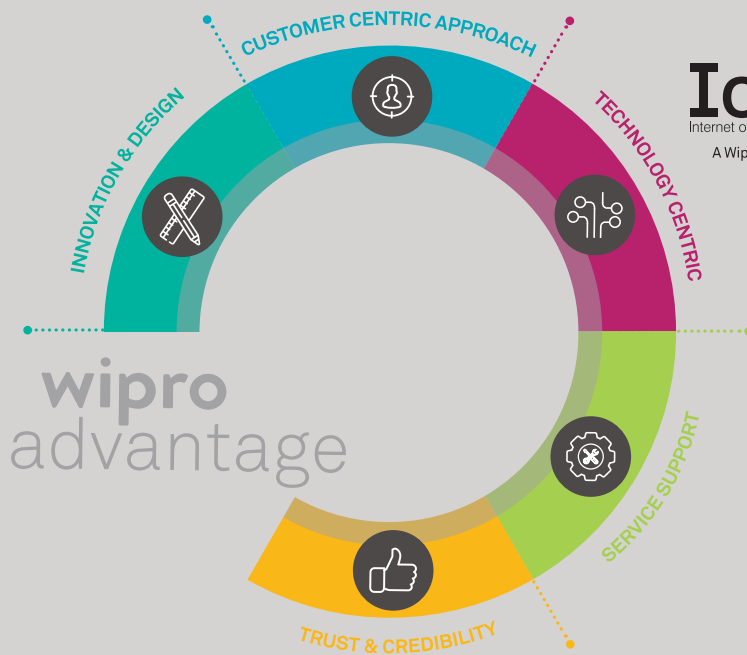 CUSTOMER CENTRIC APPROACH
INNOVATION & DESIGN
TECHNOLOGY CENTRIC
Internet o
A Wip
wipro
advantage
SERVICE SUPPORT
TRUST & CREDIBILITY